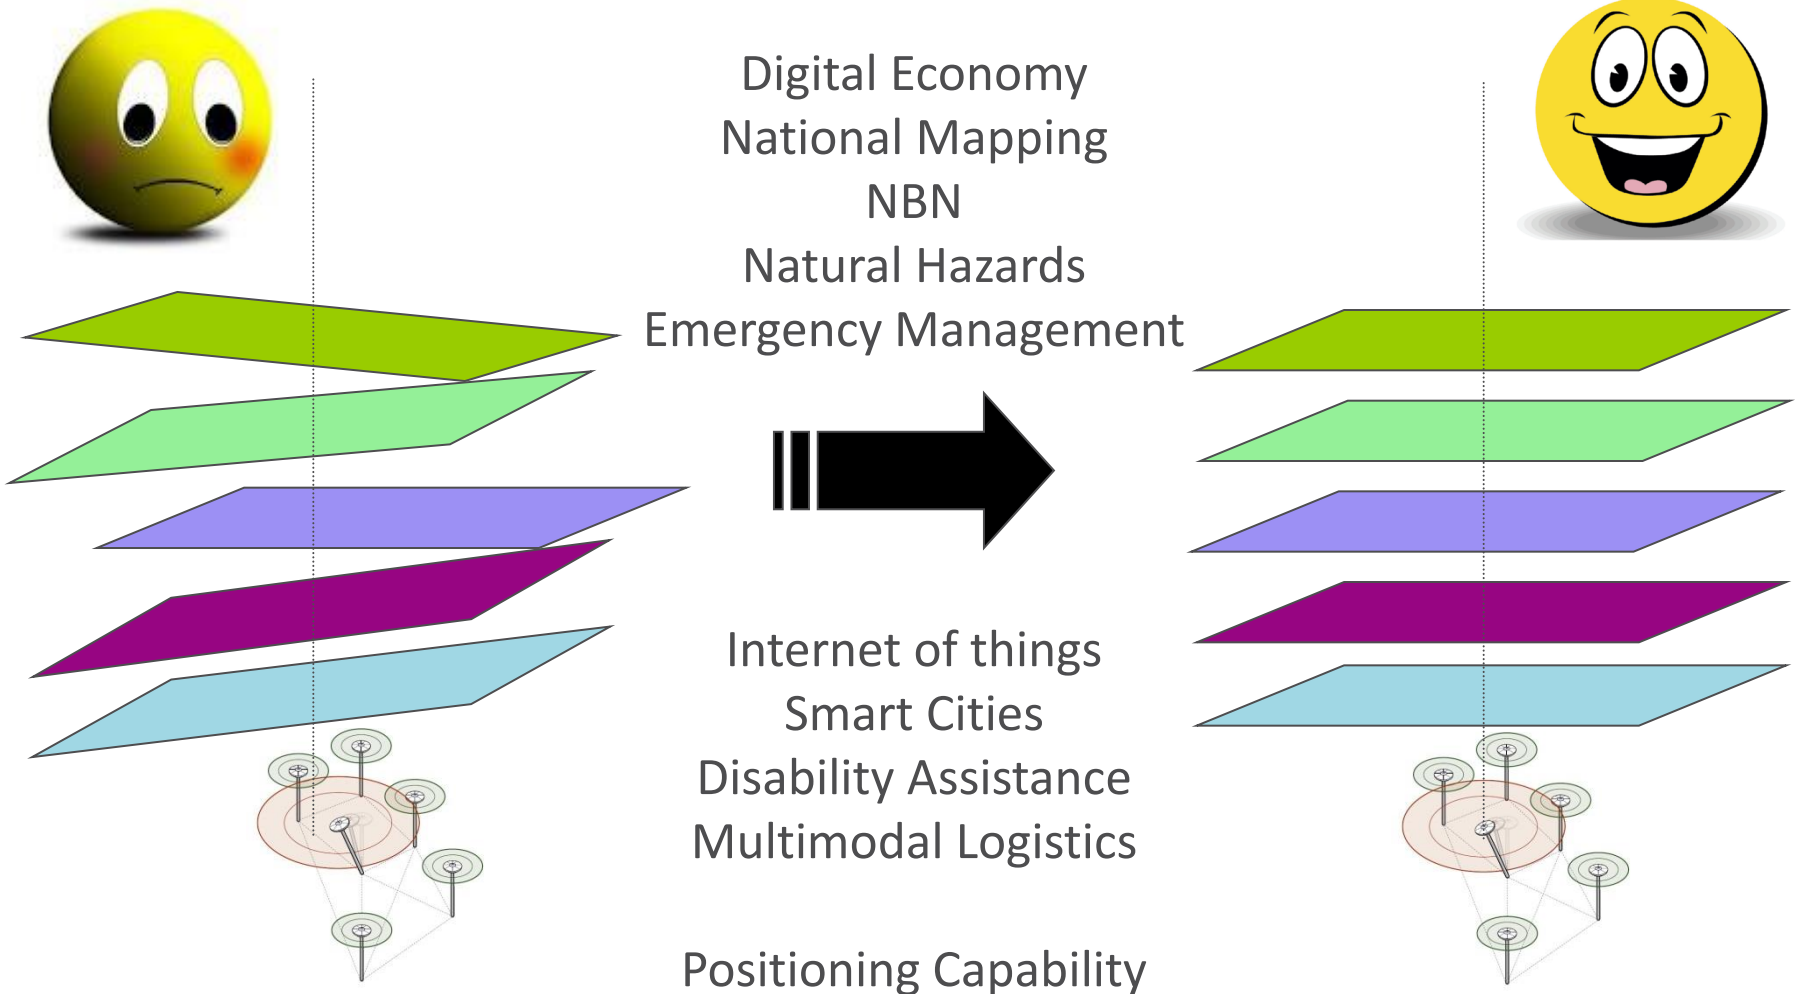 Digital Economy
National Mapping
NBN
Natural Hazards
Emergency Management
Internet of things
Smart Cities
Disability Assistance
Multimodal Logistics
Positioning Capability